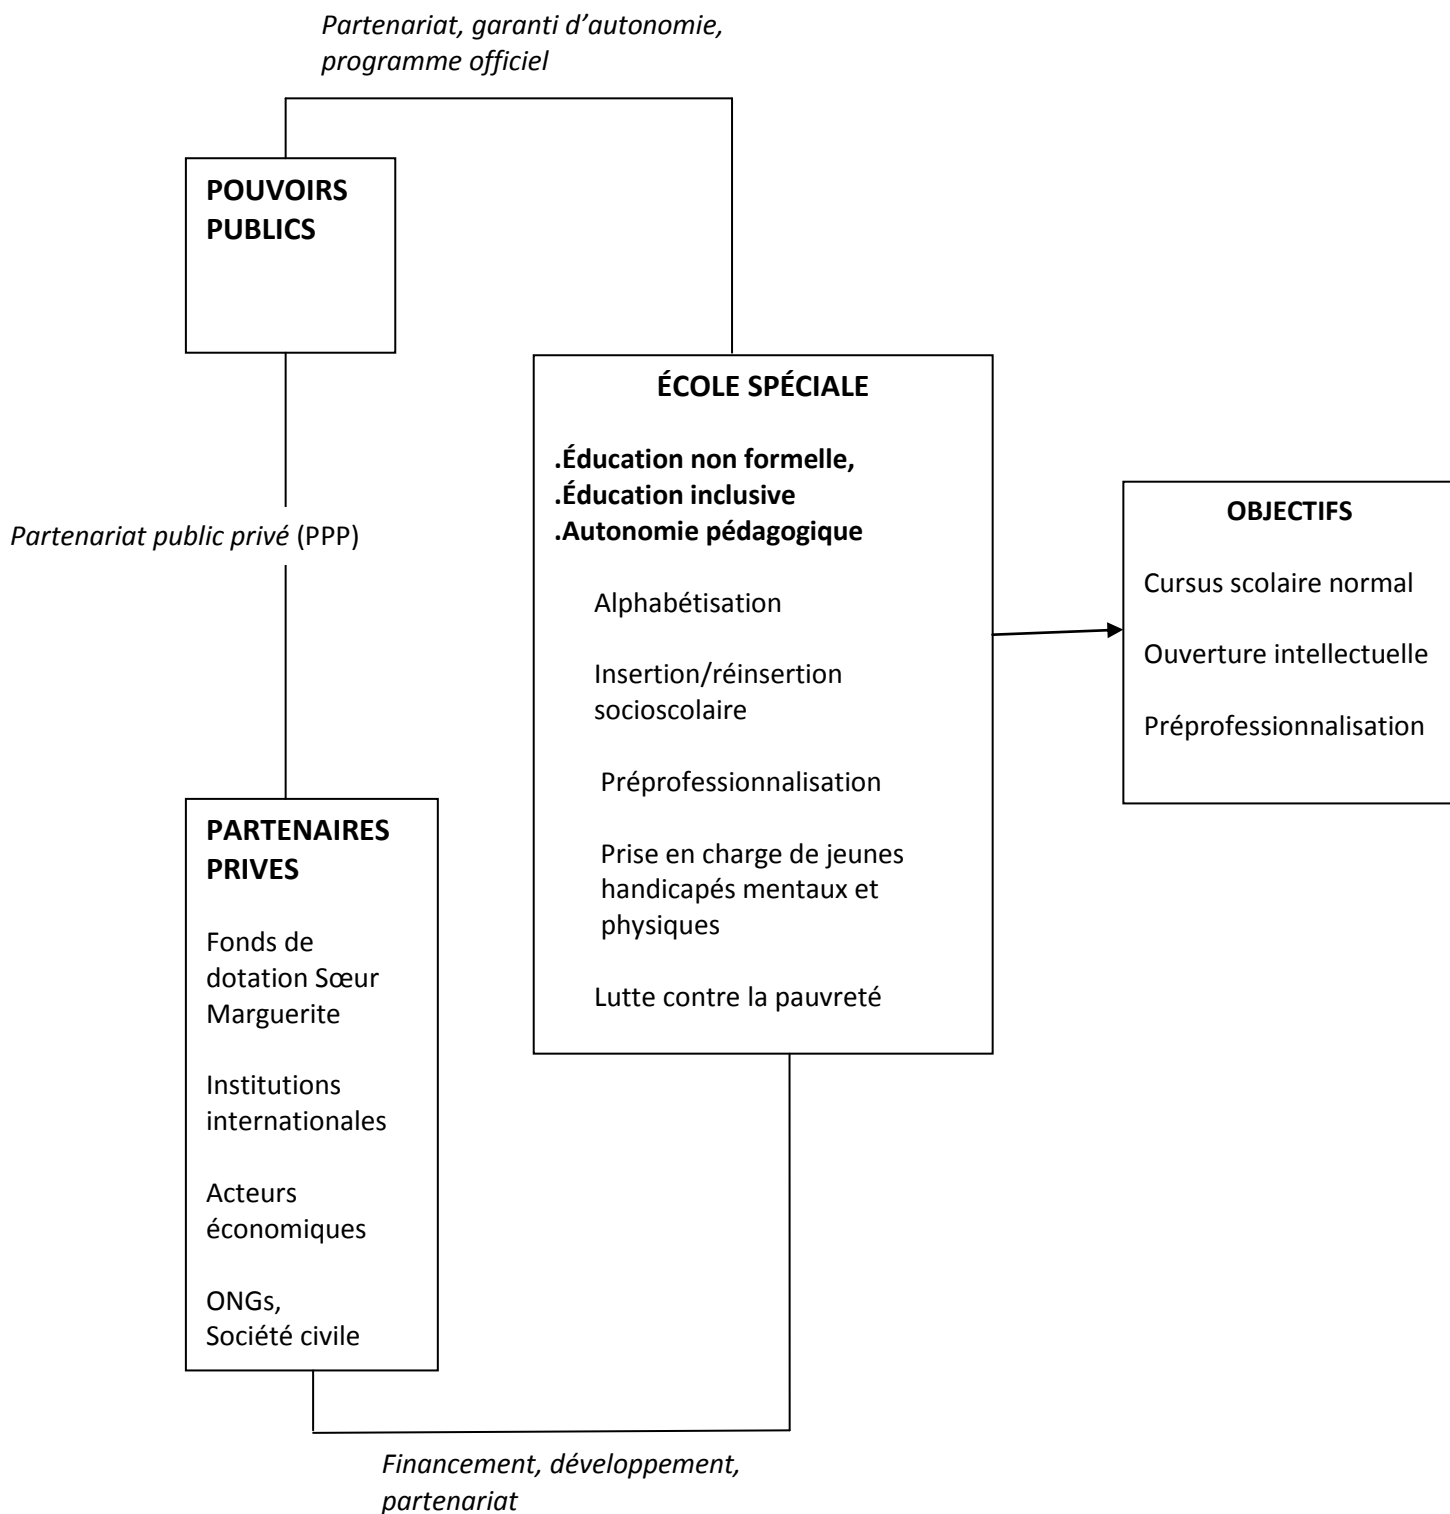 Partenariat, garanti d’autonomie,
programme officiel
POUVOIRS
PUBLICS
Partenariat public privé (PPP)
PARTENAIRES
PRIVES
Fonds de
dotation Sœur
Marguerite
Institutions
internationales
Acteurs
économiques
ONGs,
Société civile
ÉCOLE SPÉCIALE
.Éducation non formelle,
.Éducation inclusive
.Autonomie pédagogique
Alphabétisation
Insertion/réinsertion
socioscolaire
Préprofessionnalisation
Prise en charge de jeunes
handicapés mentaux et
physiques
Lutte contre la pauvreté
OBJECTIFS
Cursus scolaire normal
Ouverture intellectuelle
Préprofessionnalisation
Financement, développement,
partenariat